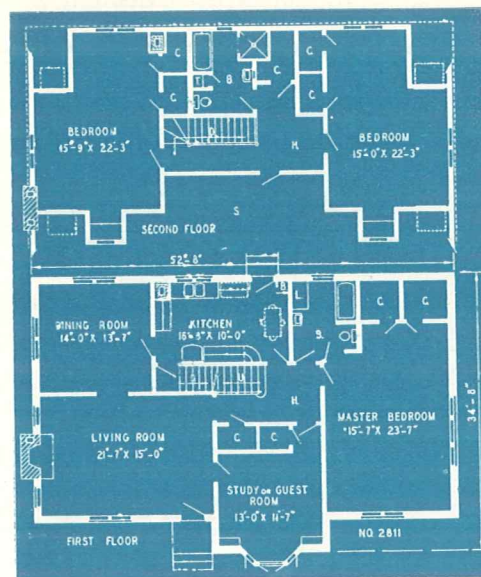 C.
C.
B.
T.
C.
C.
C.
BEDROOM
15'-9" X 22'-3"
D.
H.
BEDROOM
15'-0" X 22'-3"
S.
SECOND FLOOR
52'-8"
B
L.
C.
C.
DINING ROOM
14'-0" X 13'-7"
KITCHEN
16'-8" X 10'-0"
B.
D
U.
H.
34'-8"
LIVING ROOM
21'-7" X 15'-0"
C.
C.
MASTER BEDROOM
15'-7" X 23'-7"
STUDY OR GUEST
ROOM
13'-0" X 11'-7"
FIRST FLOOR
NO. 2811